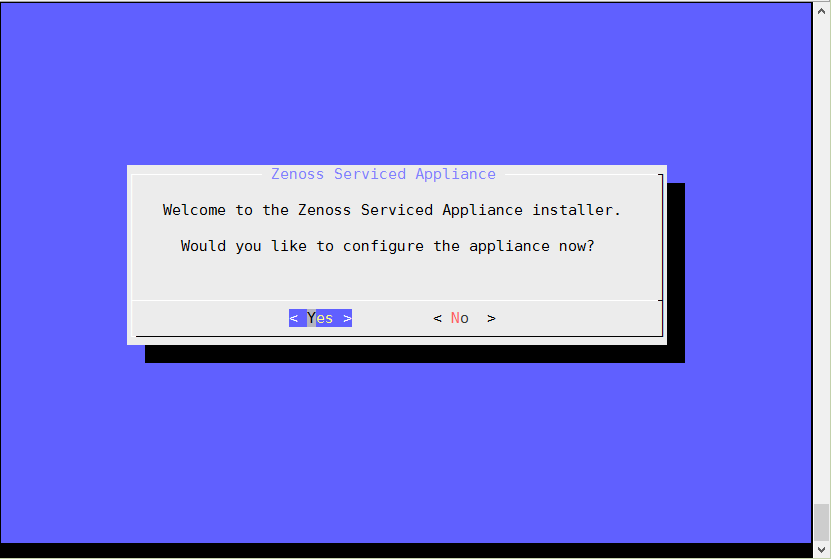 Zenoss Serviced Appliance
Welcome to the Zenoss Serviced Appliance installer.
Would you like to configure the appliance now?
< Yes > < No >